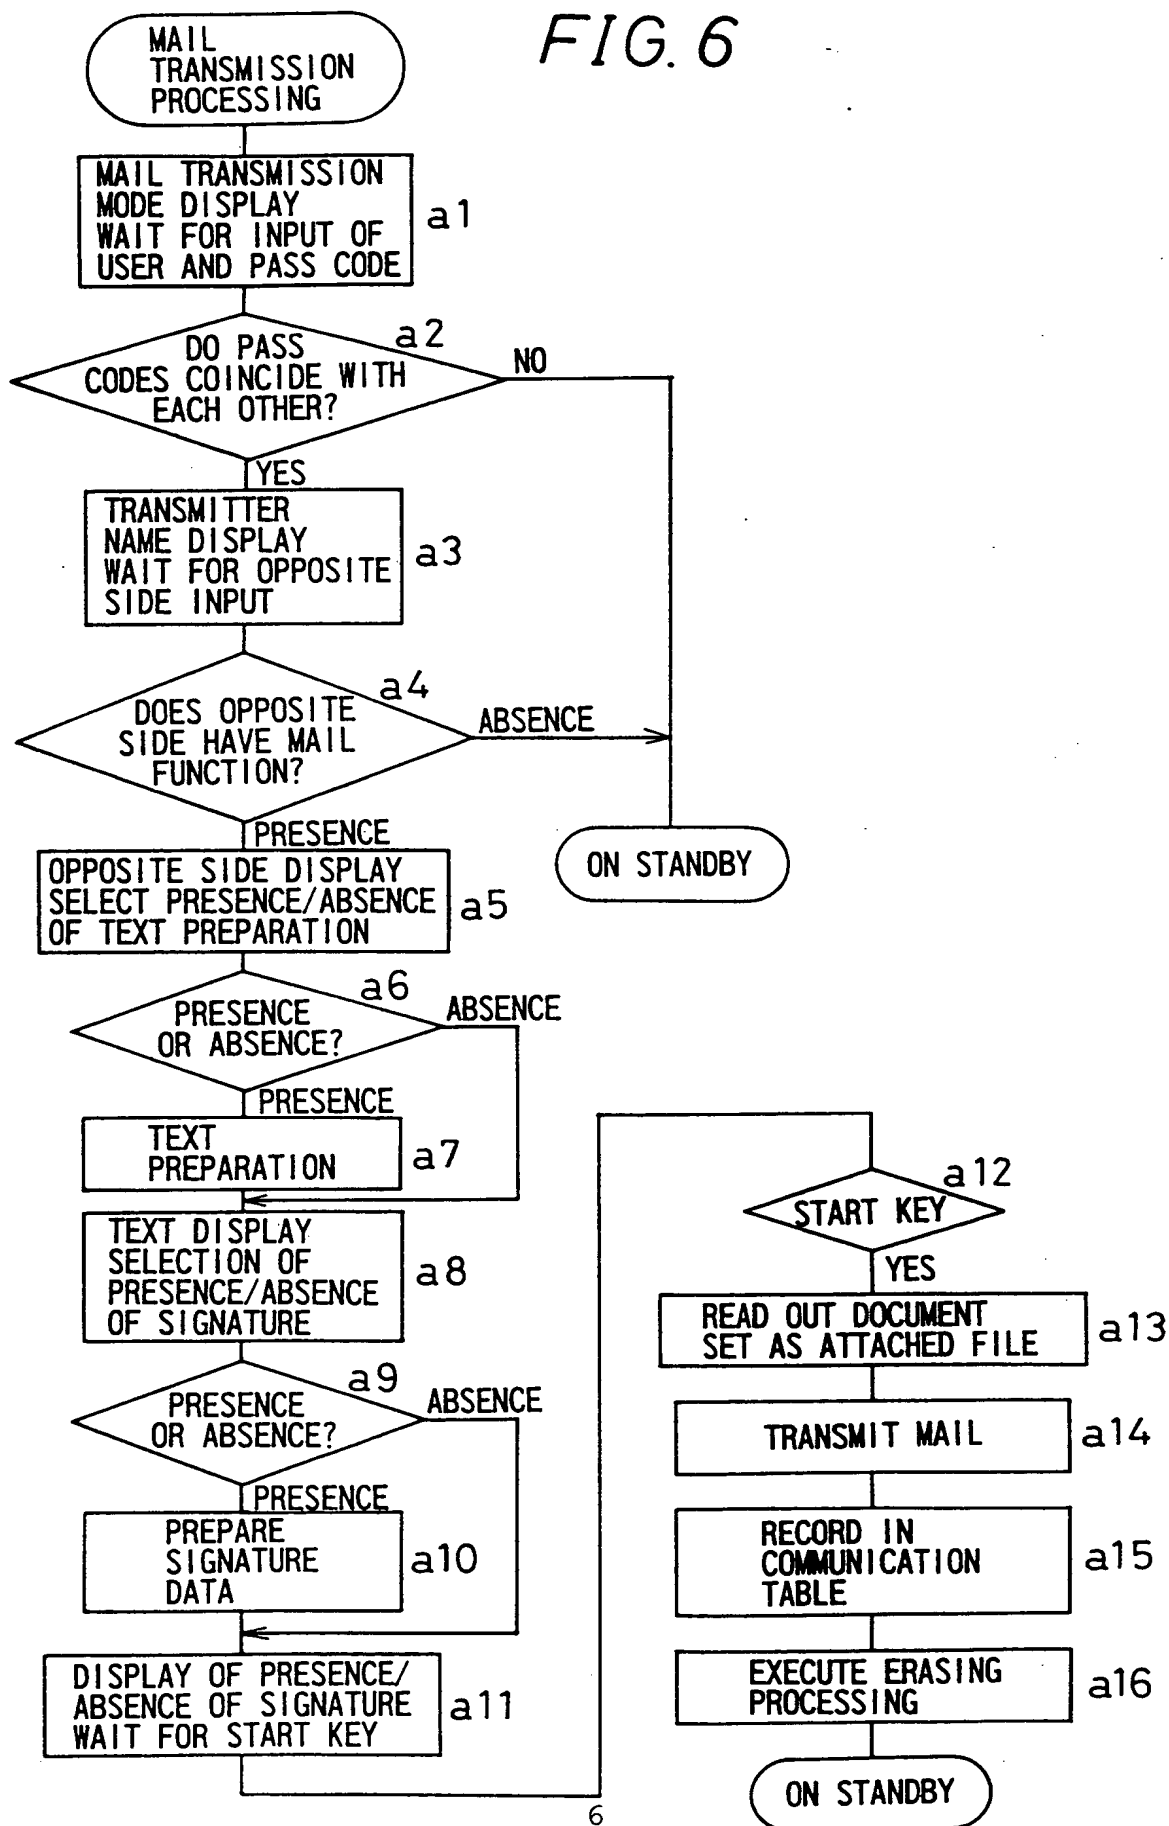 FIG. 6
MAIL
TRANSMISSION
PROCESSING
MAIL TRANSMISSION
MODE DISPLAY
WAIT FOR INPUT OF
USER AND PASS CODE
a1
DO PASS
CODES COINCIDE WITH
EACH OTHER?
a2
NO
YES
TRANSMITTER
NAME DISPLAY
WAIT FOR OPPOSITE
SIDE INPUT
a3
DOES OPPOSITE
SIDE HAVE MAIL
FUNCTION?
a4
ABSENCE
PRESENCE
ON STANDBY
OPPOSITE SIDE DISPLAY
SELECT PRESENCE/ABSENCE
OF TEXT PREPARATION
a5
PRESENCE
OR ABSENCE?
a6
ABSENCE
PRESENCE
TEXT
PREPARATION
a7
TEXT DISPLAY
SELECTION OF
PRESENCE/ABSENCE
OF SIGNATURE
a8
PRESENCE
OR ABSENCE?
a9
ABSENCE
PRESENCE
PREPARE
SIGNATURE
DATA
a10
DISPLAY OF PRESENCE/
ABSENCE OF SIGNATURE
WAIT FOR START KEY
a11
START KEY
a12
YES
READ OUT DOCUMENT
SET AS ATTACHED FILE
a13
TRANSMIT MAIL
a14
RECORD IN
COMMUNICATION
TABLE
a15
EXECUTE ERASING
PROCESSING
a16
ON STANDBY
6